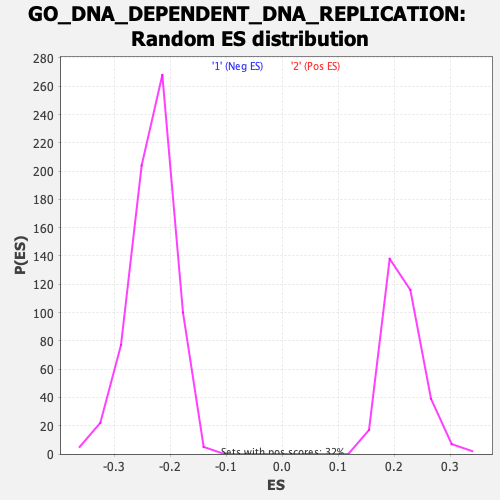 GO_DNA_DEPENDENT_DNA_REPLICATION:
Random ES distribution
'1' (Neg ES) '2' (Pos ES)
280
260
240
220
200
180
160
140
120
100
80
60
40
20
0
P(ES)
Sets with pos scores: 32%
-0.3 -0.2 -0.1 0.0 0.1 0.2 0.3
ES